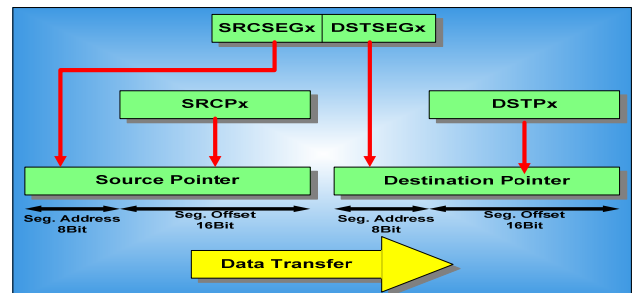 SRCSEGx DSTSEGx
SRCPx DSTPx
Source Pointer Destination Pointer
Seg. Address
8Bit
Seg. Offset
16Bit
Seg. Address
8Bit
Seg. Offset
16Bit
Data Transfer